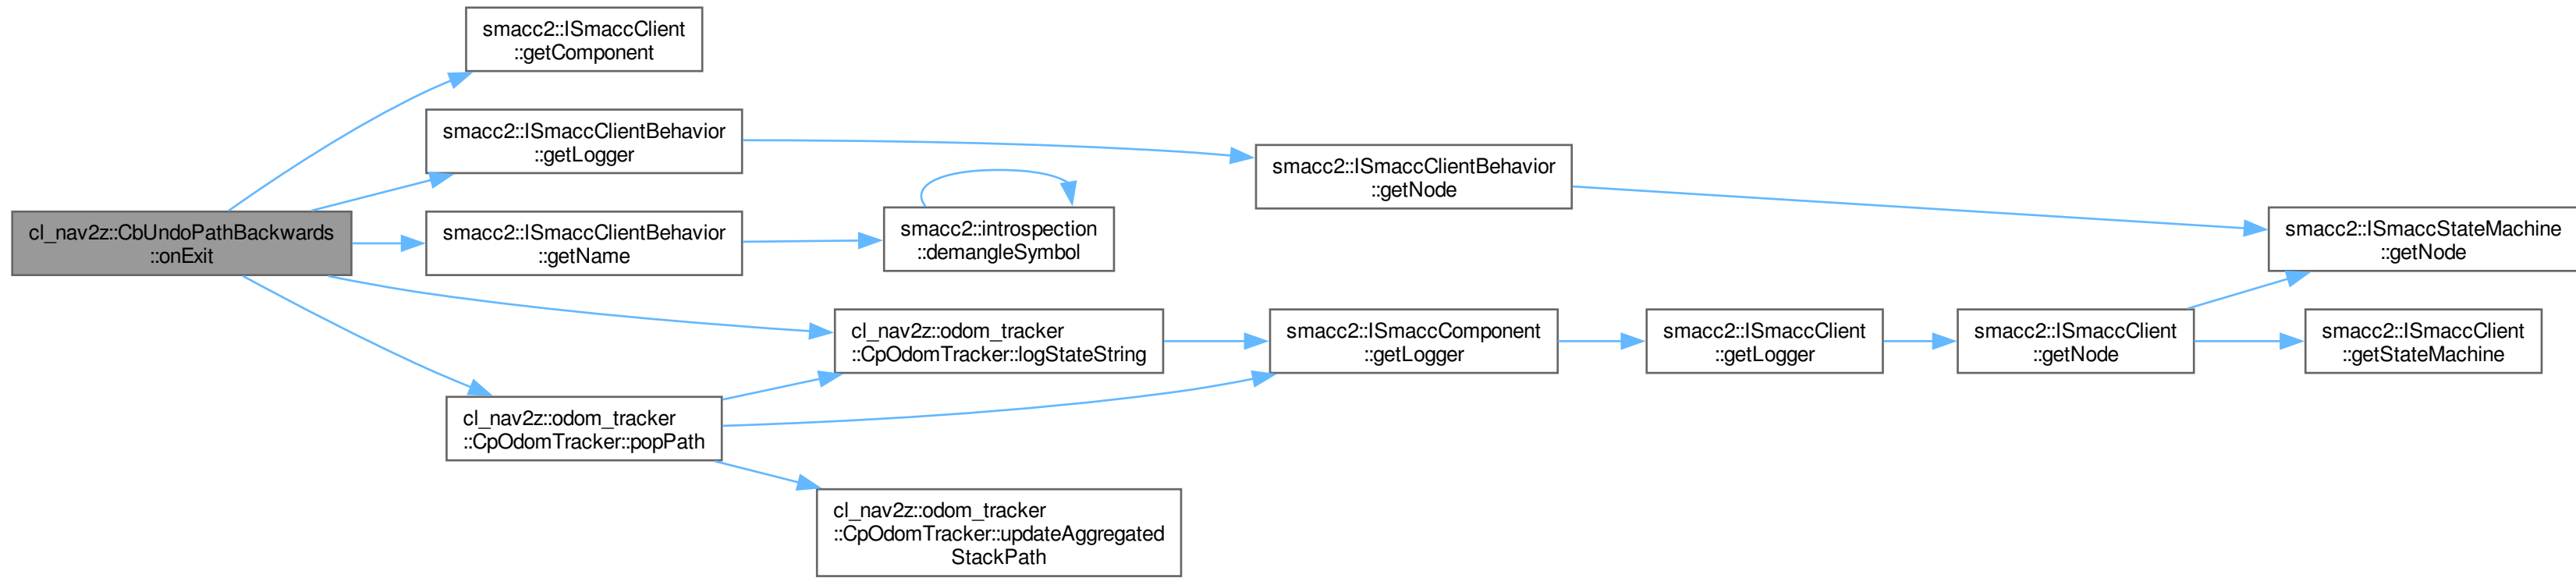 smacc2::ISmaccClient
::getComponent
smacc2::ISmaccClientBehavior
::getLogger
smacc2::ISmaccClientBehavior
::getNode
cl_nav2z::CbUndoPathBackwards
::onExit
smacc2::ISmaccClientBehavior
::getName
smacc2::introspection
::demangleSymbol
smacc2::ISmaccStateMachine
::getNode
cl_nav2z::odom_tracker
::CpOdomTracker::logStateString
smacc2::ISmaccComponent
::getLogger
smacc2::ISmaccClient
::getLogger
smacc2::ISmaccClient
::getNode
smacc2::ISmaccClient
::getStateMachine
cl_nav2z::odom_tracker
::CpOdomTracker::popPath
cl_nav2z::odom_tracker
::CpOdomTracker::updateAggregated
StackPath